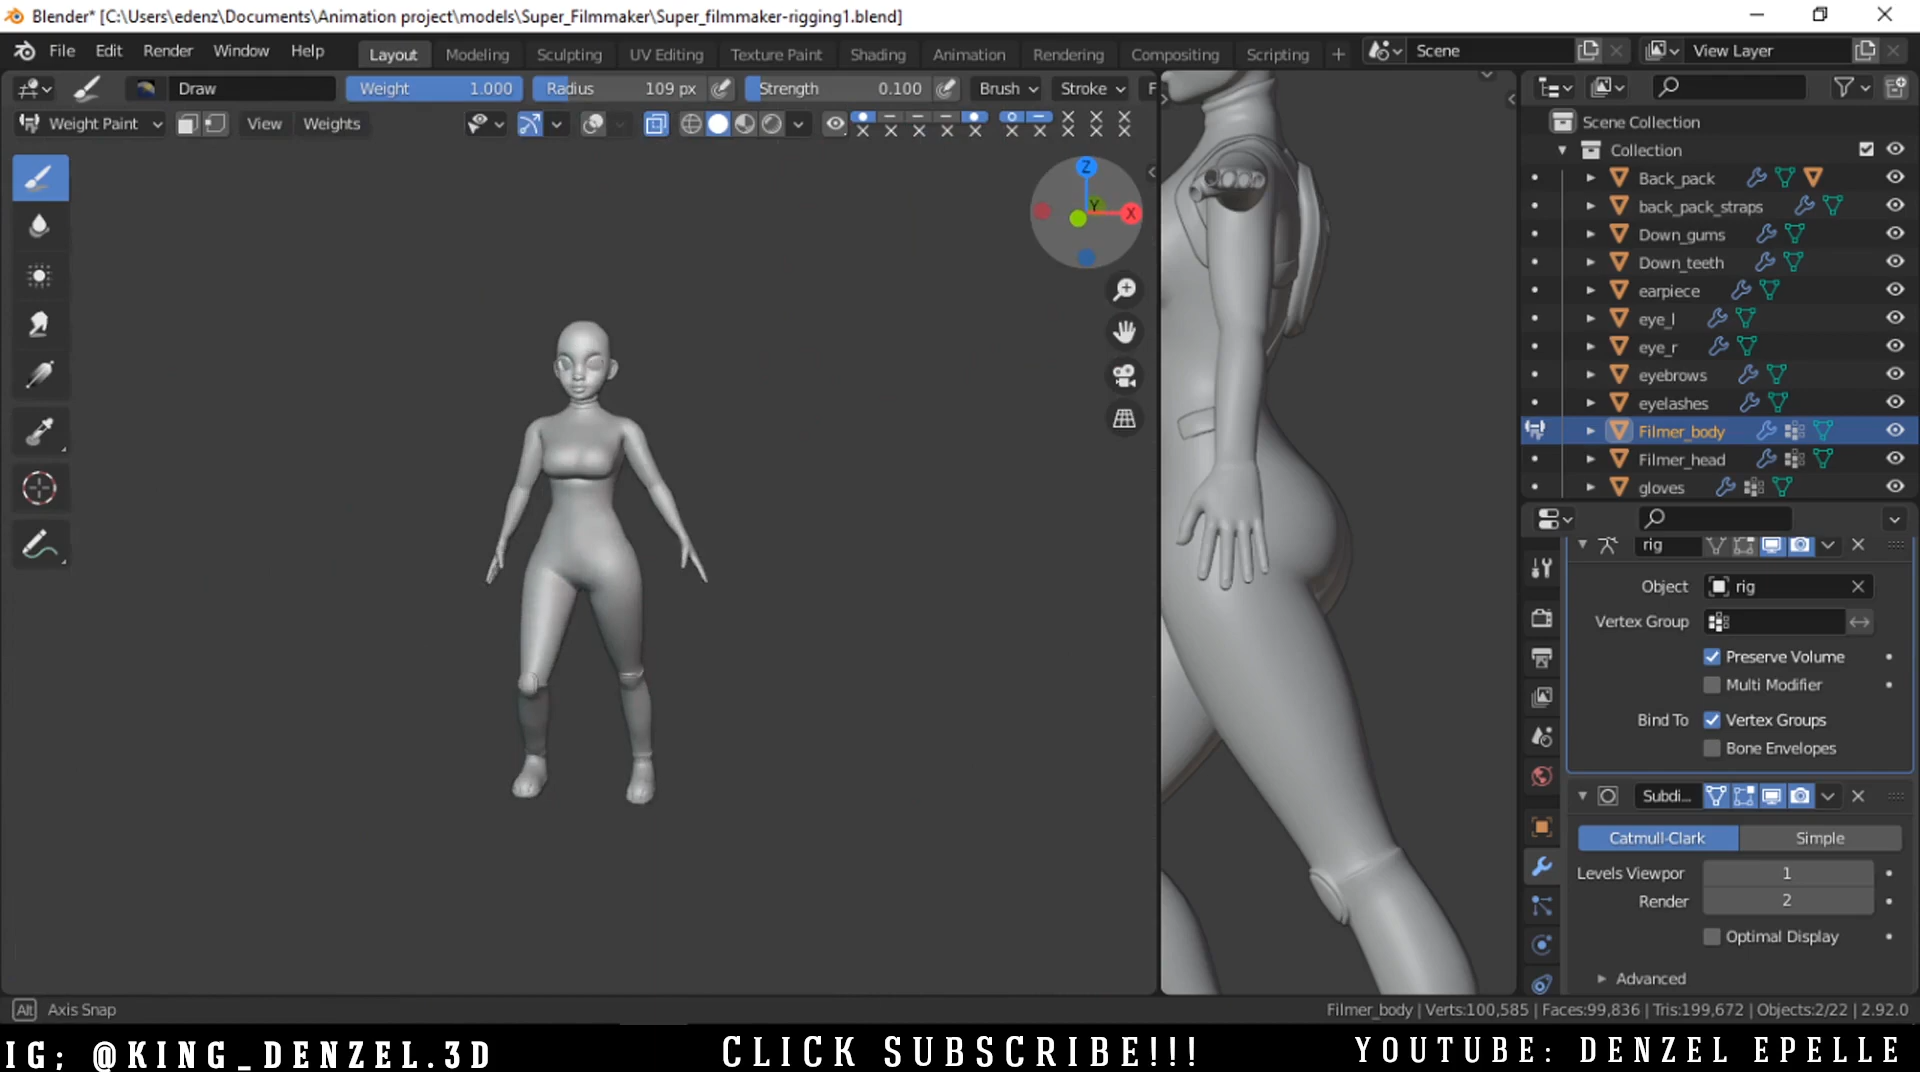 Blender* [C:\Users\edenz\Documents\Animation project\models\Super_Filmmaker\Super_filmmaker-rigging1.blend]
File Edit Render Window Help Layout Modeling Sculpting UV Editing Texture Paint Shading Animation Rendering Compositing Scripting + Scene View Layer
Draw Weight 1.000 Radius 109 px Strength 0.100 Brush Stroke F
Weight Paint View Weights
Z
Y
X
Scene Collection
Collection
Back_pack
back_pack_straps
Down_gums
Down_teeth
earpiece
eye_l
eye_r
eyebrows
eyelashes
Filmer_body
Filmer_head
gloves
rig
Object rig
Vertex Group
Preserve Volume
Multi Modifier
Bind To Vertex Groups
Bone Envelopes
Subdi...
Catmull-Clark Simple
Levels Viewpor 1
Render 2
Optimal Display
Advanced
Alt Axis Snap
Filmer_body | Verts:100,585 | Faces:99,836 | Tris:199,672 | Objects:2/22 | 2.92.0
IG; @KING_DENZEL.3D CLICK SUBSCRIBE!!! YOUTUBE: DENZEL EPELLE